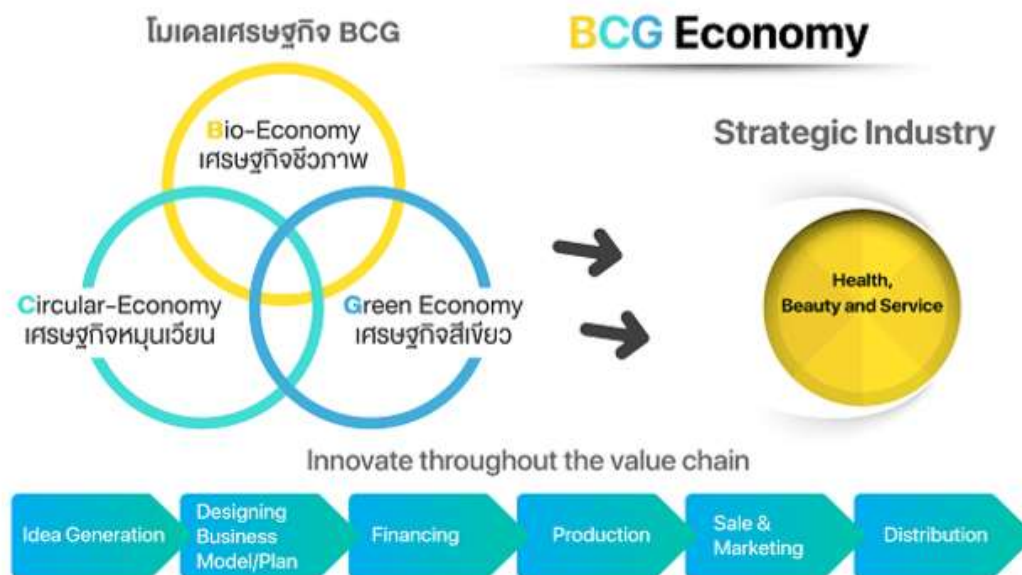 โมเดลเศรษฐกิจ BCG
BCG Economy
Bio-Economy
เศรษฐกิจชีวภาพ
Circular-Economy
เศรษฐกิจหมุนเวียน
Green Economy
เศรษฐกิจสีเขียว
Strategic Industry
Health,
Beauty and Service
Innovate throughout the value chain
Idea Generation
Designing
Business
Model/Plan
Financing
Production
Sale &
Marketing
Distribution